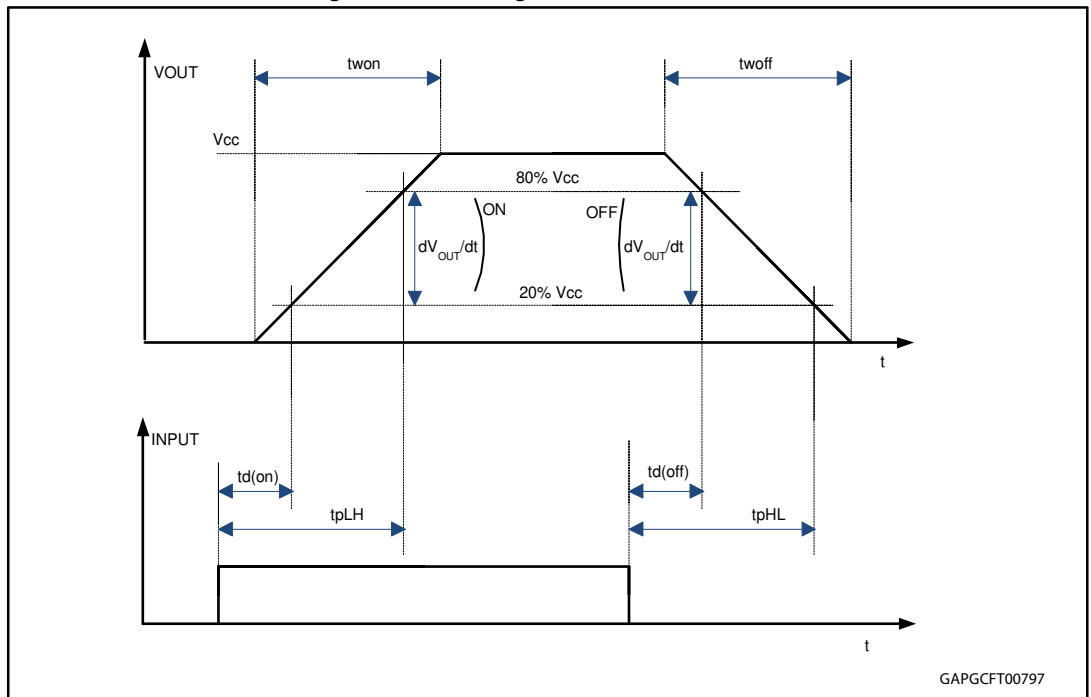 VOUT
twon
twoff
Vcc
80% Vcc
ON
OFF
dVOUT/dt
dVOUT/dt
20% Vcc
t
INPUT
td(on)
td(off)
tpLH
tpHL
t
GAPGCFT00797